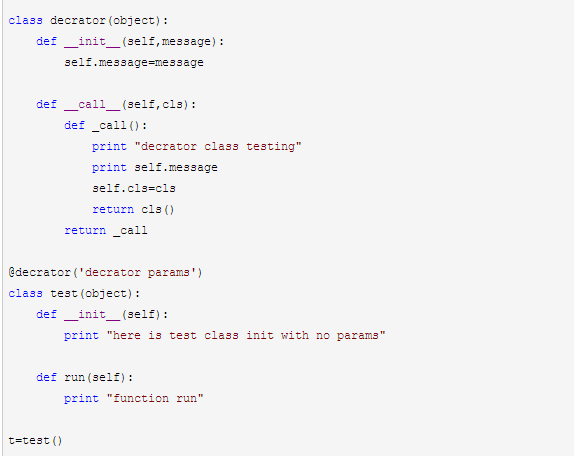 class decrator(object):
    def __init__(self,message):
        self.message=message
    def __call__(self,cls):
        def _call():
            print "decrator class testing"
            print self.message
            self.cls=cls
            return cls()
        return _call
@decrator('decrator params')
class test(object):
    def __init__(self):
        print "here is test class init with no params"
    def run(self):
        print "function run"
t=test()